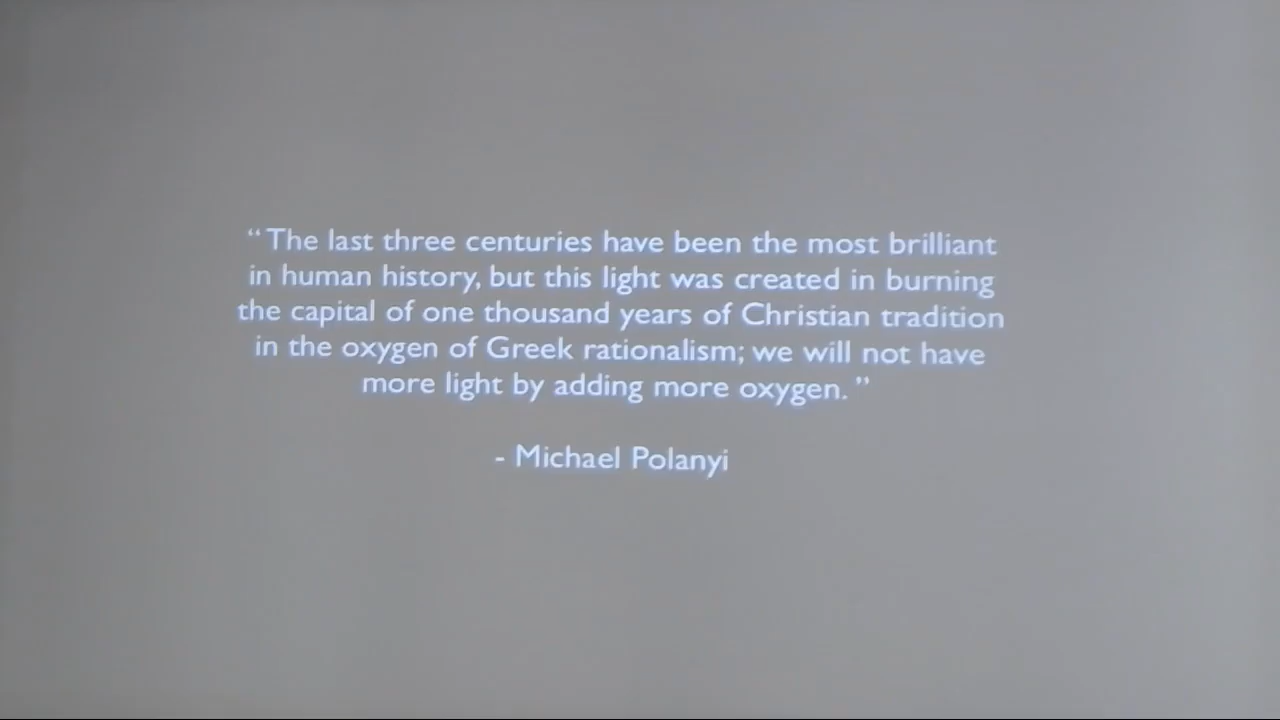 “The last three centuries have been the most brilliant
in human history, but this light was created in burning
the capital of one thousand years of Christian tradition
in the oxygen of Greek rationalism; we will not have
more light by adding more oxygen.”
- Michael Polanyi